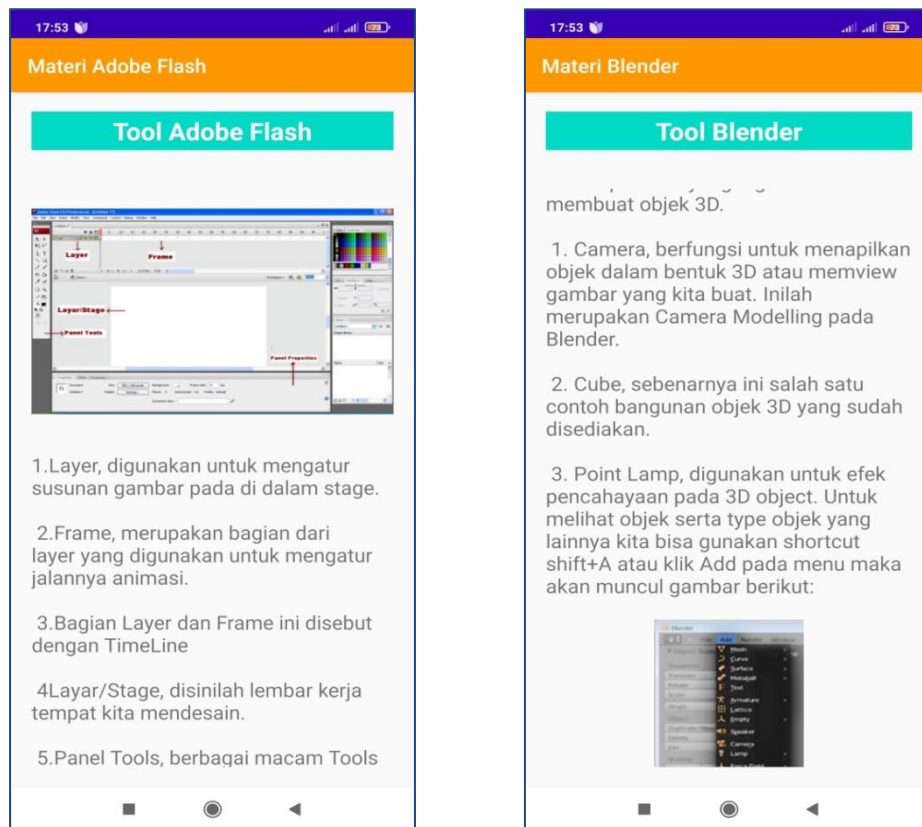 17:53
Materi Adobe Flash
Tool Adobe Flash
Layer
Frame
Layar/Stage
Panel Tools
Panel Properties
1.Layer, digunakan untuk mengatur
susunan gambar pada di dalam stage.
2.Frame, merupakan bagian dari
layer yang digunakan untuk mengatur
jalannya animasi.
3.Bagian Layer dan Frame ini disebut
dengan TimeLine
4Layar/Stage, disinilah lembar kerja
tempat kita mendesain.
5.Panel Tools, berbagai macam Tools
17:53
Materi Blender
Tool Blender
membuat objek 3D.
1. Camera, berfungsi untuk menapilkan
objek dalam bentuk 3D atau memview
gambar yang kita buat. Inilah
merupakan Camera Modelling pada
Blender.
2. Cube, sebenarnya ini salah satu
contoh bangunan objek 3D yang sudah
disediakan.
3. Point Lamp, digunakan untuk efek
pencahayaan pada 3D object. Untuk
melihat objek serta type objek yang
lainnya kita bisa gunakan shortcut
shift+A atau klik Add pada menu maka
akan muncul gambar berikut:
Blender
File Add Render Window
Mesh
Curve
Surface
Metaball
Text
Armature
Lattice
Empty
Speaker
Camera
Lamp
Force Field